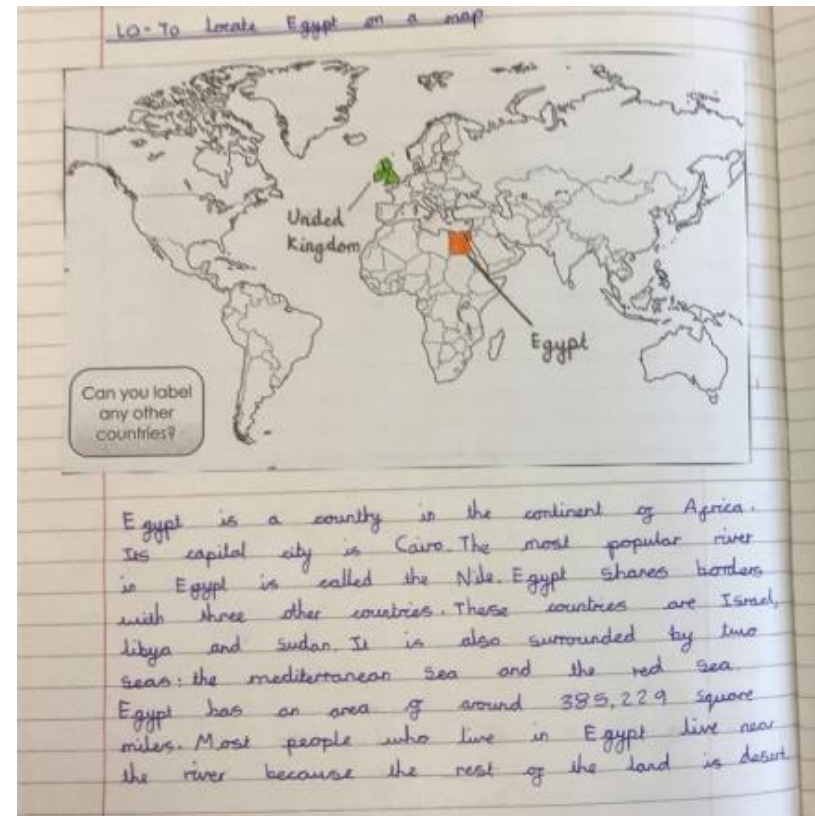 LO - To locate Egypt on a map
United
Kingdom
Egypt
Can you label
any other
countries?
Egypt is a country in the continent of Africa.
Its capital city is Cairo. The most popular river
in Egypt is called the Nile. Egypt shares borders
with three other countries. These countries are Israel,
libya and Sudan. It is also surrounded by two
seas: the mediterranean sea and the red sea.
Egypt has an area of around 385,229 square
miles. Most people who live in Egypt live near
the river because the rest of the land is desert